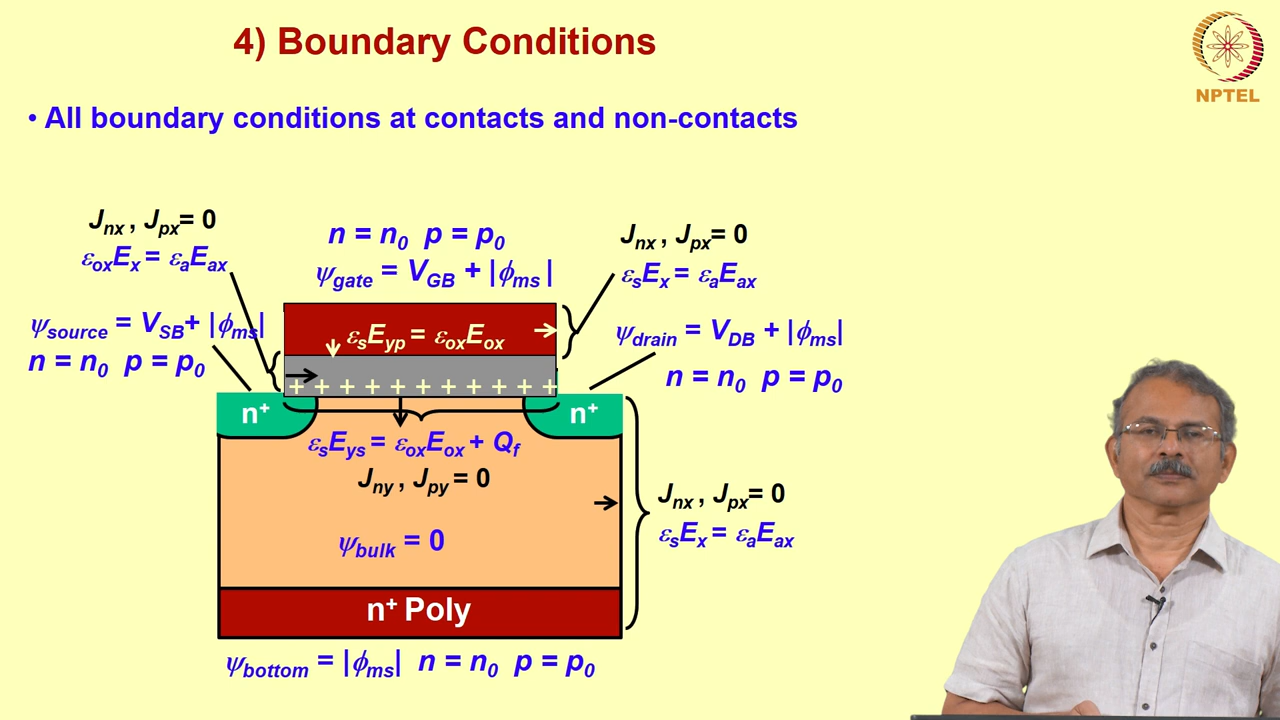 4) Boundary Conditions
NPTEL
• All boundary conditions at contacts and non-contacts
Jnx , Jpx= 0
εoxEx = εaEax
n = n0 p = p0
ψgate = VGB + |ϕms |
Jnx , Jpx= 0
εsEx = εaEax
ψsource = VSB+ |ϕms|
n = n0 p = p0
εsEyp = εoxEox
ψdrain = VDB + |ϕms|
n = n0 p = p0
+ + + + + + + + + + +
n+
n+
εsEys = εoxEox + Qf
Jny , Jpy = 0
Jnx , Jpx= 0
εsEx = εaEax
ψbulk = 0
n+ Poly
ψbottom = |ϕms| n = n0 p = p0